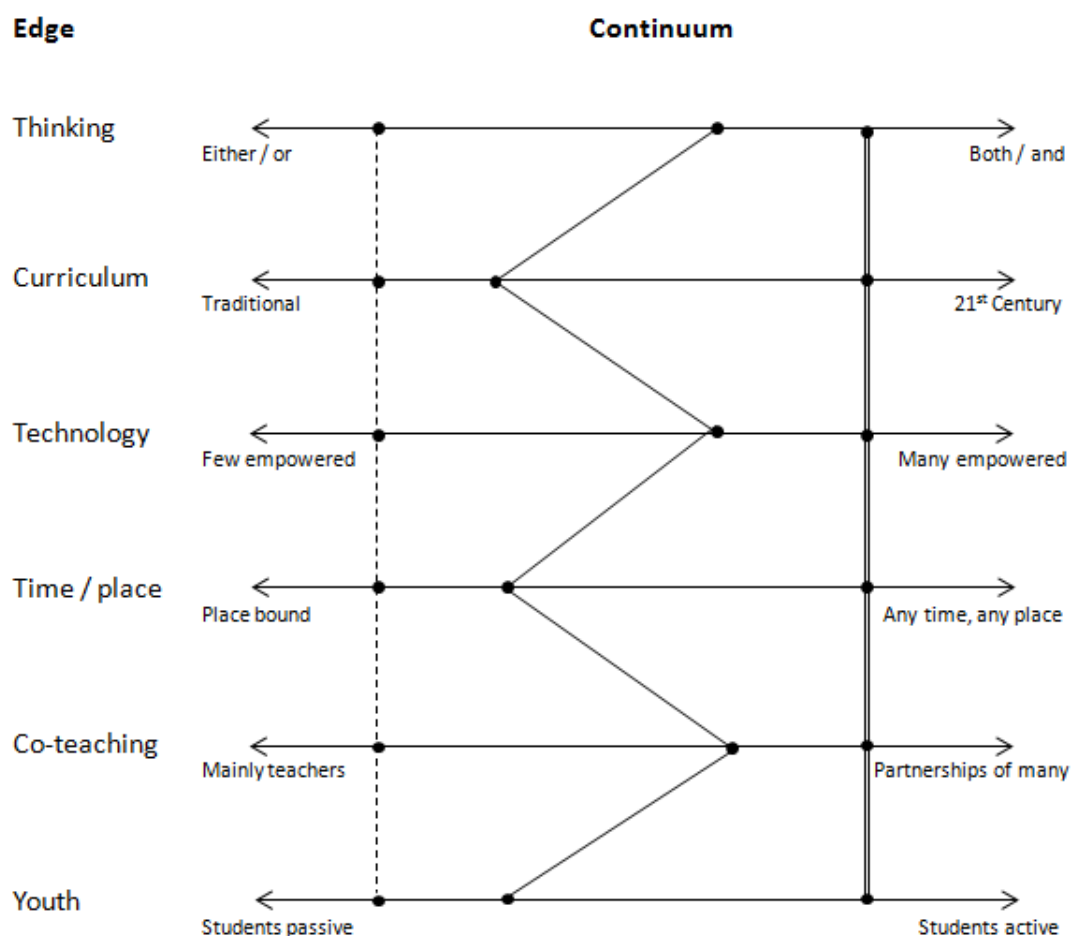 Edge Continuum
Thinking
Either / or Both / and
Curriculum
Traditional 21st Century
Technology
Few empowered Many empowered
Time / place
Place bound Any time, any place
Co-teaching
Mainly teachers Partnerships of many
Youth
Students passive Students active